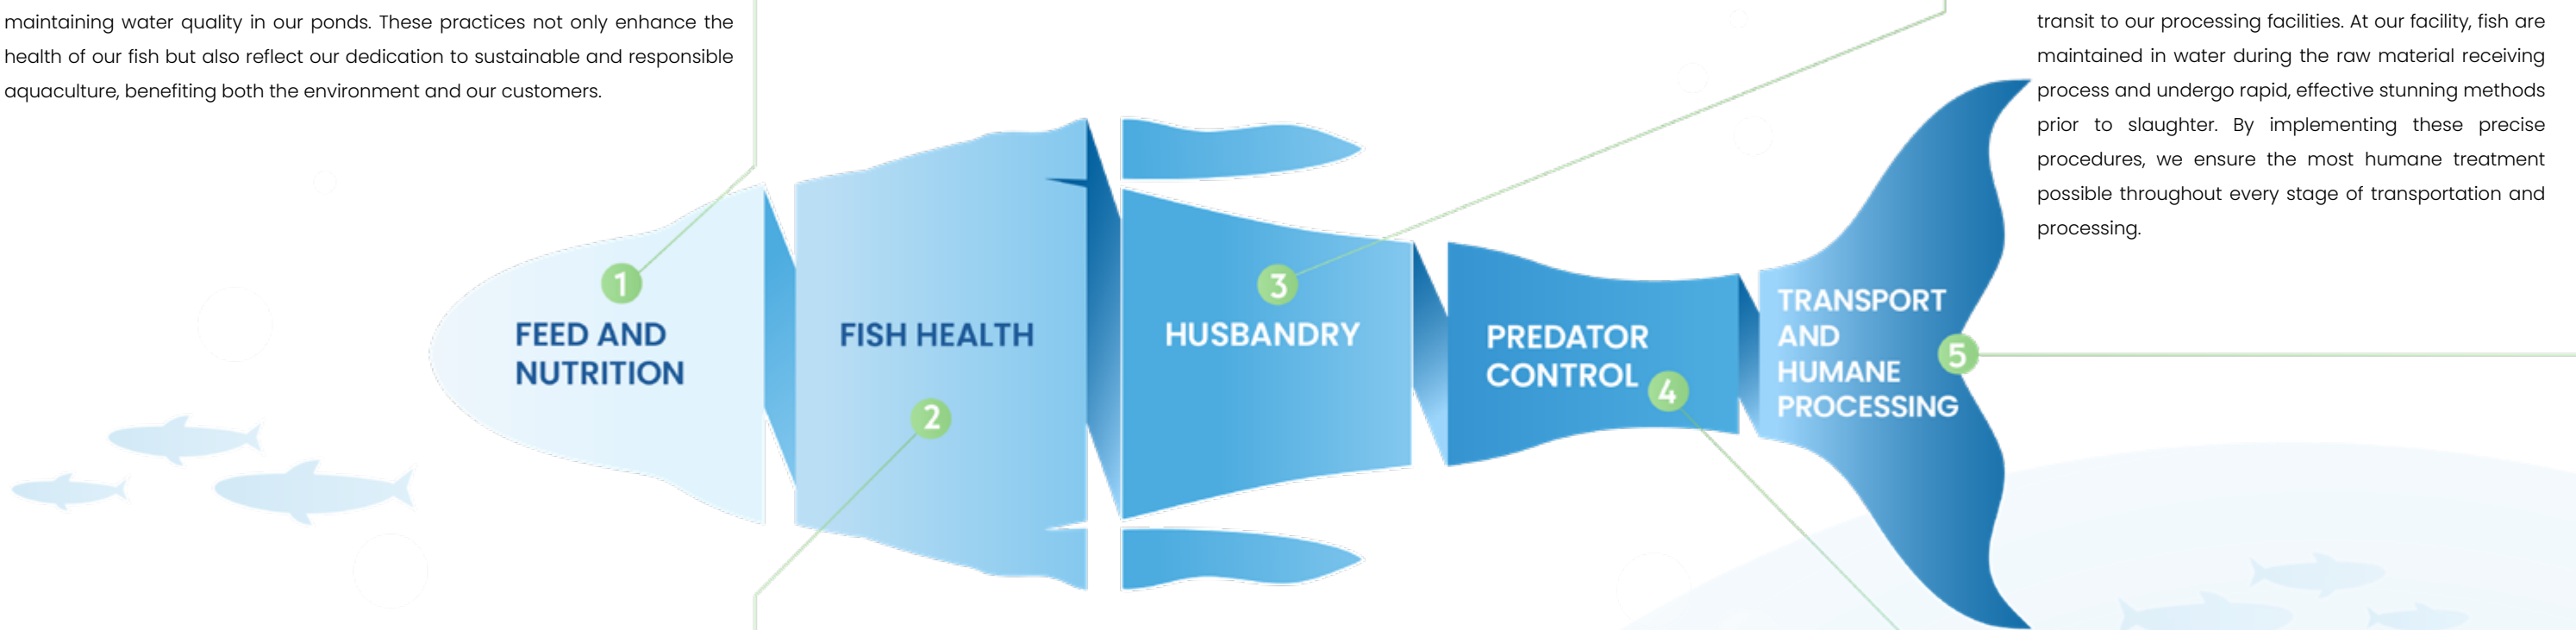 maintaining water quality in our ponds. These practices not only enhance the
health of our fish but also reflect our dedication to sustainable and responsible
aquaculture, benefiting both the environment and our customers.
transit to our processing facilities. At our facility, fish are
maintained in water during the raw material receiving
process and undergo rapid, effective stunning methods
prior to slaughter. By implementing these precise
procedures, we ensure the most humane treatment
possible throughout every stage of transportation and
processing.
1
FEED AND
NUTRITION
FISH HEALTH
2
3
HUSBANDRY
PREDATOR
CONTROL
4
TRANSPORT
AND
HUMANE
PROCESSING
5